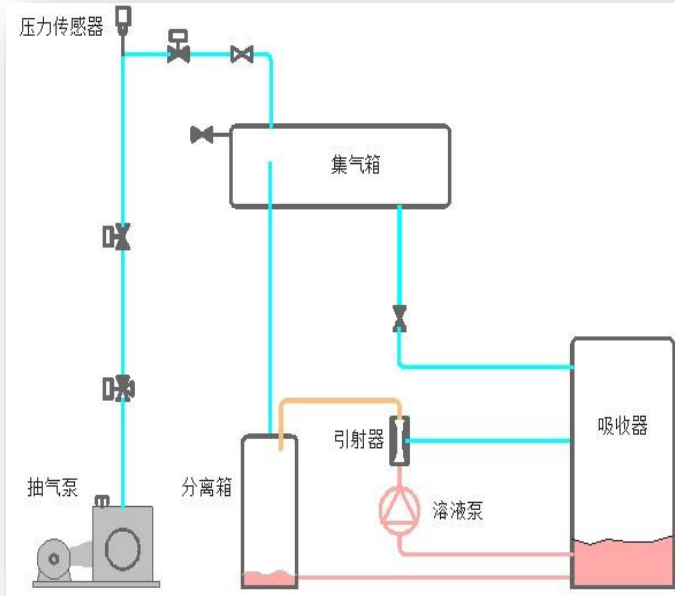 压力传感器
集气箱
引射器
吸收器
抽气泵
分离箱
溶液泵